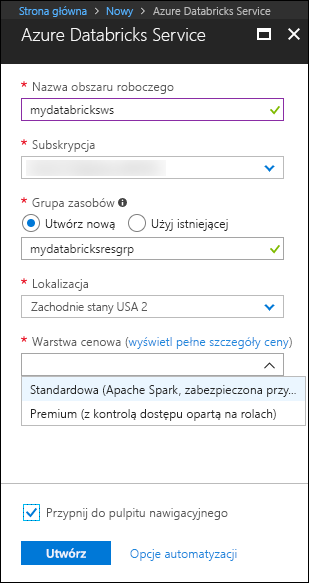 Strona główna > Nowy > Azure Databricks Service
Azure Databricks Service
* Nazwa obszaru roboczego
mydatabricksws
* Subskrypcja
* Grupa zasobów
Utwórz nową Użyj istniejącej
mydatabricksresgrp
* Lokalizacja
Zachodnie stany USA 2
* Warstwa cenowa (wyświetl pełne szczegóły ceny)
Standardowa (Apache Spark, zabezpieczona przy...
Premium (z kontrolą dostępu opartą na rolach)
Przypnij do pulpitu nawigacyjnego
Utwórz Opcje automatyzacji